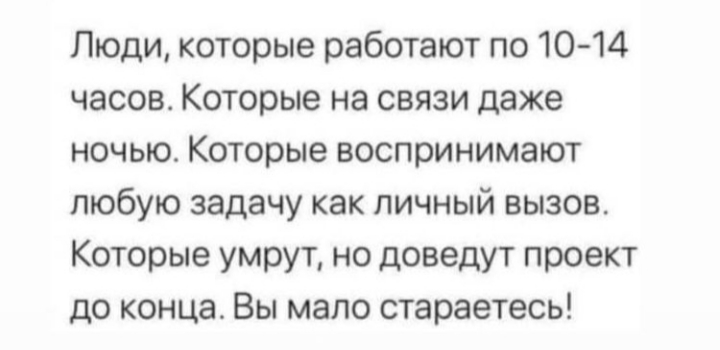 Люди, которые работают по 10-14
часов. Которые на связи даже
ночью. Которые воспринимают
любую задачу как личный вызов.
Которые умрут, но доведут проект
до конца. Вы мало стараетесь!